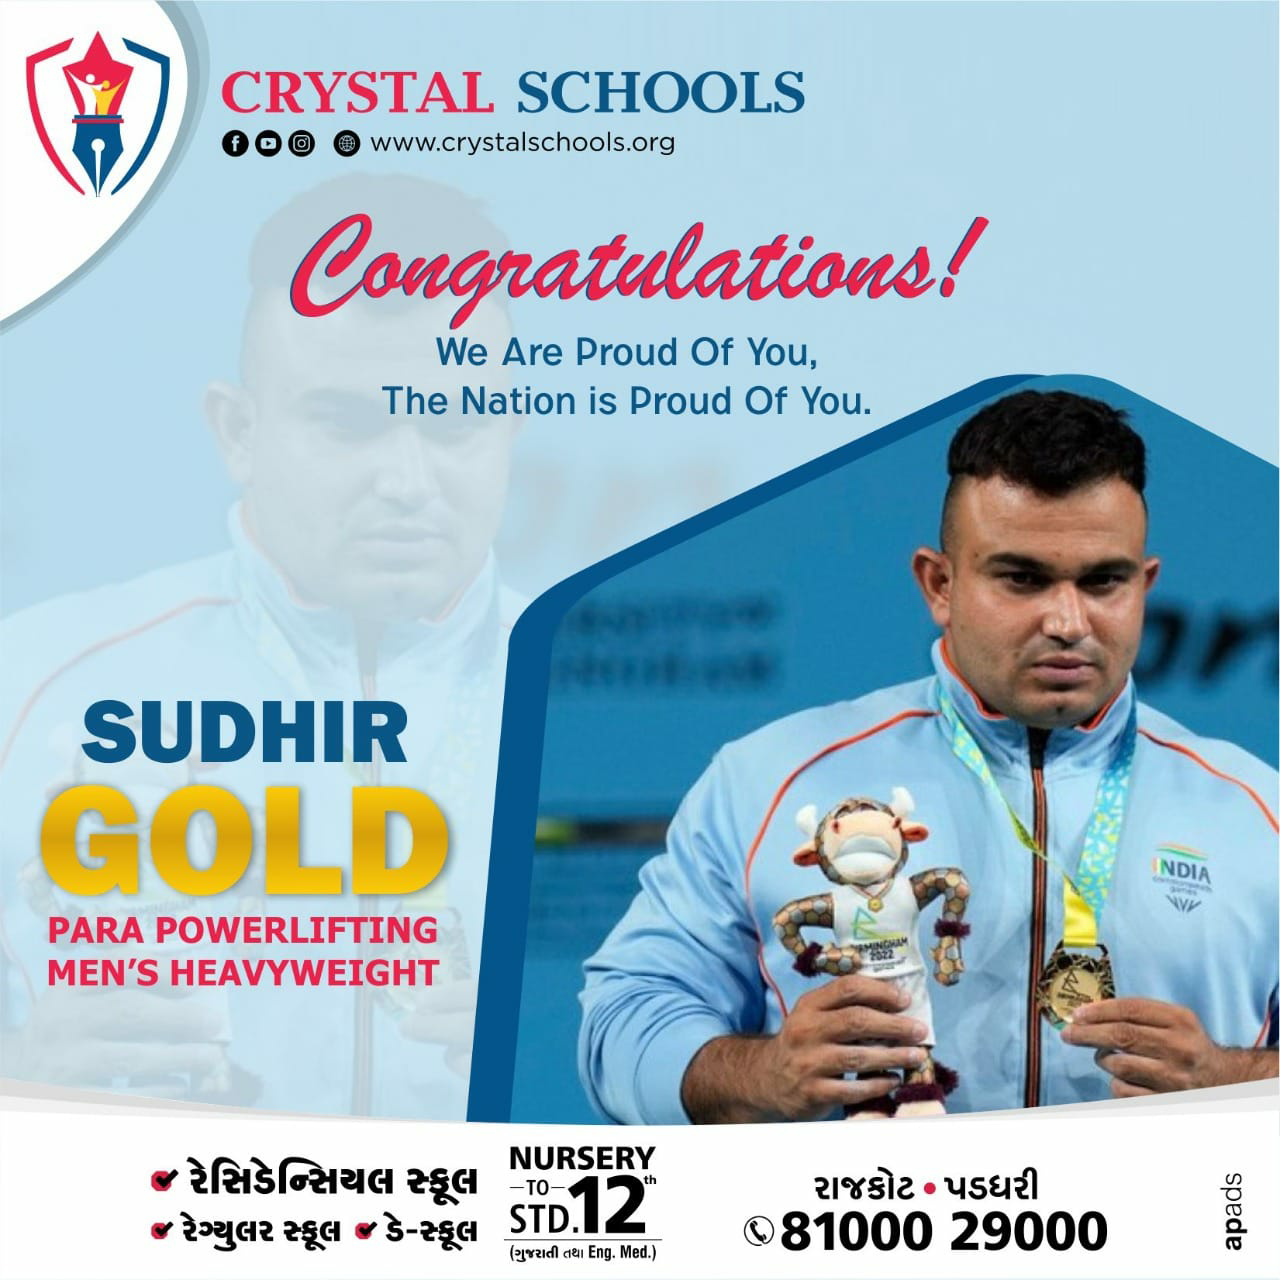 CRYSTAL SCHOOLS
www.crystalschools.org
Congratulations!
We Are Proud Of You,
The Nation is Proud Of You.
SUDHIR
GOLD
PARA POWERLIFTING
MEN'S HEAVYWEIGHT
INDIA
commonwealth
games
BIRMINGHAM
2022
રેસિડેન્સિયલ સ્કૂલ
રેગ્યુલર સ્કૂલ ડે-સ્કૂલ
NURSERY
–TO–
STD.12th
(ગુજરાતી તથા Eng. Med.)
રાજકોટ • પડધરી
81000 29000
apads